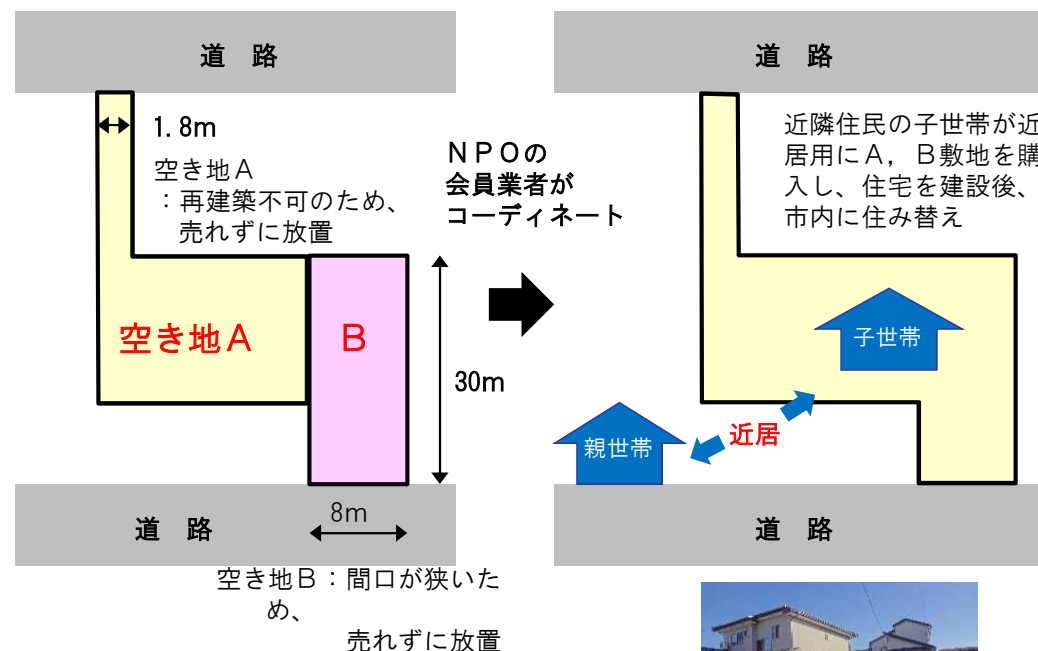 道　路
1.8m
空き地Ａ
：再建築不可のため、
売れずに放置
空き地Ａ
Ｂ
30m
8m
道　路
空き地Ｂ：間口が狭いた
め、
売れずに放置
ＮＰＯの
会員業者が
コーディネート
道　路
近隣住民の子世帯が近
居用にＡ，Ｂ敷地を購
入し、住宅を建設後、
市内に住み替え
子世帯
親世帯
近居
道　路